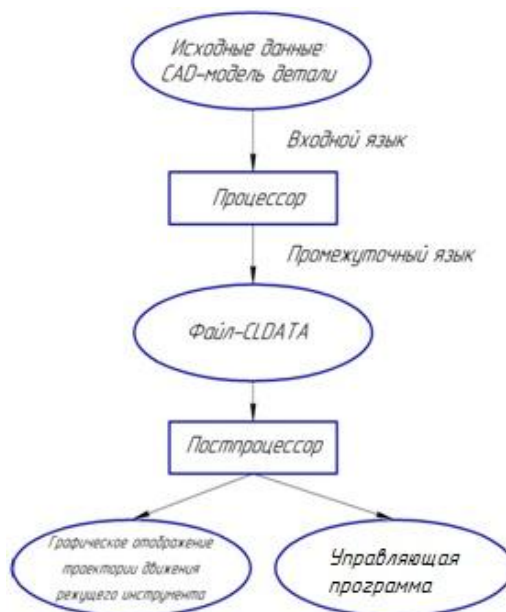 Исходные данные:
CAD-модель детали
Входной язык
Процессор
Промежуточный язык
Файл-CLDATA
Постпроцессор
Графическое отображение
траектории движения
режущего инструмента
Управляющая
программа